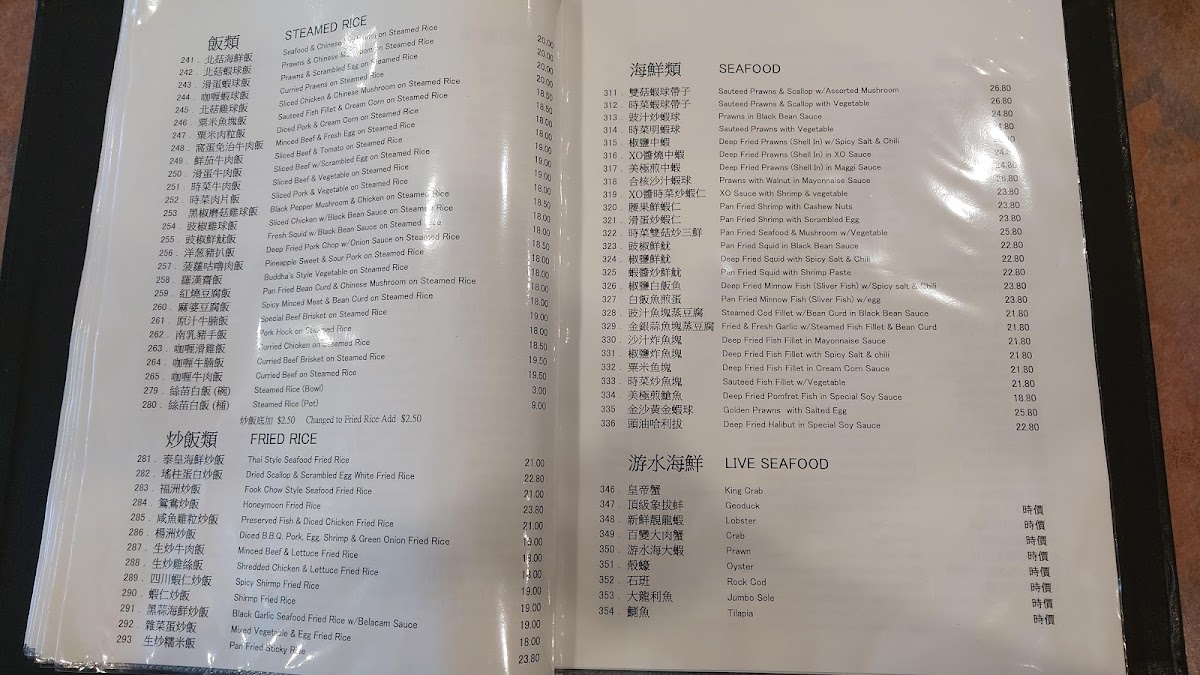 飯類 STEAMED RICE
241 . 北菇海鮮飯 Seafood & Chinese on Steamed Rice 20.00
242 . 北菇蝦球飯 Prawns & Chinese Mushroom on Steamed Rice 20.00
243 . 滑蛋蝦球飯 Prawns & Scrambled Egg on Steamed Rice 20.00
244 . 咖喱蝦球飯 Curried Prawns on Steamed Rice 20.00
245 . 北菇雞球飯 Sliced Chicken & Chinese Mushroom on Steamed Rice 18.50
246 . 粟米魚塊飯 Sauteed Fish Fillet & Cream Corn on Steamed Rice 18.50
247 . 粟米肉粒飯 Diced Pork & Cream Corn on Steamed Rice 18.00
248 . 窩蛋免治牛肉飯 Minced Beef & Fresh Egg on Steamed Rice 18.00
249 . 鮮茄牛肉飯 Sliced Beef & Tomato on Steamed Rice 19.00
250 . 滑蛋牛肉飯 Sliced Beef w/Scrambled Egg on Steamed Rice 19.00
251 . 時菜牛肉飯 Sliced Beef & Vegetable on Steamed Rice 19.00
252 . 時菜肉片飯 Sliced Pork & Vegetable on Steamed Rice 18.00
253 黑椒磨菇雞球飯 Black Pepper Mushroom & Chicken on Steamed Rice 18.50
254 . 豉椒雞球飯 Sliced Chicken w/Black Bean Sauce on Steamed Rice 18.00
255 . 豉椒鮮魷飯 Fresh Squid w/Black Bean Sauce on Steamed Rice 18.00
256 . 洋葱豬扒飯 Deep Fried Pork Chop w/Onion Sauce on Steamed Rice 18.50
257 . 菠蘿咕嚕肉飯 Pineapple Sweet & Sour Pork on Steamed Rice 18.00
258 . 羅漢齋飯 Buddha's Style Vegetable on Steamed Rice 18.00
259 . 紅燒豆腐飯 Pan Fried Bean Curd & Chinese Mushroom on Steamed Rice 18.00
260 . 麻婆豆腐飯 Spicy Minced Meat & Bean Curd on Steamed Rice 19.00
261 . 原汁牛腩飯 Special Beef Brisket on Steamed Rice 19.00
262 . 南乳豬手飯 Pork Hock on Steamed Rice 18.00
263 . 咖喱滑雞飯 Curried Chicken on Steamed Rice 18.50
264 . 咖喱牛腩飯 Curried Beef Brisket on Steamed Rice 19.50
265 . 咖喱牛肉飯 Curried Beef on Steamed Rice 19.50
279 . 絲苗白飯 (碗) Steamed Rice (Bowl) 3.00
280 . 絲苗白飯 (桶) Steamed Rice (Pot) 9.00
炒飯底加 $2.50 Changed to Fried Rice Add $2.50
炒飯類 FRIED RICE
281 . 泰皇海鮮炒飯 Thai Style Seafood Fried Rice 21.00
282 . 瑤柱蛋白炒飯 Dried Scallop & Scrambled Egg White Fried Rice 22.80
283 . 福洲炒飯 Fook Chow Style Seafood Fried Rice 21.00
284 . 鴛鴦炒飯 Honeymoon Fried Rice 23.80
285 . 咸魚雞粒炒飯 Preserved Fish & Diced Chicken Fried Rice 21.00
286 . 楊洲炒飯 Diced B.B.Q. Pork, Egg, Shrimp & Green Onion Fried Rice 19.00
287 . 生炒牛肉飯 Minced Beef & Lettuce Fried Rice 18.00
288 . 生炒雞絲飯 Shredded Chicken & Lettuce Fried Rice 18.00
289 . 四川蝦仁炒飯 Spicy Shirmp Fried Rice 19.00
290 . 蝦仁炒飯 Shirmp Fried Rice 19.00
291 . 黑蒜海鮮炒飯 Black Garlic Seafood Fried Rice w/Belacam Sauce 19.00
292 . 雜菜蛋炒飯 Mixed Vegetable & Egg Fried Rice 18.00
293 生炒糯米飯 Pan Fried Sticky Rice 23.80
海鮮類 SEAFOOD
311 . 雙菇蝦球帶子 Sauteed Prawns & Scallop w/Assorted Mushroom 26.80
312 . 時菜蝦球帶子 Sauteed Prawns & Scallop with Vegetable 26.80
313 . 豉汁炒蝦球 Prawns in Black Bean Sauce 24.80
314 . 時菜明蝦球 Sauteed Prawns with Vegetable
315 . 椒鹽中蝦 Deep Fried Prawns (Shell In) w/Spicy Salt & Chili
316 . XO醬燒中蝦 Deep Fried Prawns (Shell In) in XO Sauce
317 . 美極煎中蝦 Deep Fried Prawns (Shell In) in Maggi Sauce
318 . 合核沙汁蝦球 Prawns with Walnut in Mayonnaise Sauce 26.80
319 . XO醬時菜炒蝦仁 XO Sauce with Shrimp & vegetable 23.80
320 . 腰果鮮蝦仁 Pan Fried Shrimp with Cashew Nuts 23.80
321 . 滑蛋炒蝦仁 Pan Fried Shrimp with Scrambled Egg 23.80
322 . 時菜雙菇炒三鮮 Pan Fried Seafood & Mushroom w/Vegetable 25.80
323 . 豉椒鮮魷 Pan Fried Squid in Black Bean Sauce 22.80
324 . 椒鹽鮮魷 Deep Fried Squid with Spicy Salt & Chili 22.80
325 蝦醬炒鮮魷 Pan Fried Squid with Shrimp Paste 22.80
326 . 椒鹽白飯魚 Deep Fried Minnow Fish (Sliver Fish) w/Spicy salt & Chili 21.80
327 . 白飯魚煎蛋 Pan Fried Minnow Fish (Sliver Fish) w/egg 21.80
328 . 豉汁魚塊蒸豆腐 Steamed Cod Fillet w/Bean Curd in Black Bean Sauce 21.80
329 . 金銀蒜魚塊蒸豆腐 Fried & Fresh Garlic w/Steamed Fish Fillet & Bean Curd 21.80
330 . 沙汁炸魚塊 Deep Fried Fish Fillet in Mayonnaise Sauce 21.80
331 . 椒鹽炸魚塊 Deep Fried Fish Fillet with Spicy Salt & chili 21.80
332 . 粟米魚塊 Deep Fried Fish Fillet in Cream Corn Sauce 21.80
333 . 時菜炒魚塊 Sauteed Fish Fillet w/Vegetable 21.80
334 . 美極煎鯧魚 Deep Fried Pomfret Fish in Special Soy Sauce 18.80
335 金沙黃金蝦球 Golden Prawns with Salted Egg 25.80
336 頭油哈利拔 Deep Fried Halibut in Special Soy Sauce 22.80
游水海鮮 LIVE SEAFOOD
346 . 皇帝蟹 King Crab 時價
347 . 頂級象拔蚌 Geoduck 時價
348 . 新鮮靚龍蝦 Lobster 時價
349 . 百變大肉蟹 Crab 時價
350 . 游水海大蝦 Prawn 時價
351 . 殼蠔 Oyster 時價
352 . 石班 Rock Cod 時價
353 . 大龍利魚 Jumbo Sole 時價
354 . 鯽魚 Tilapia